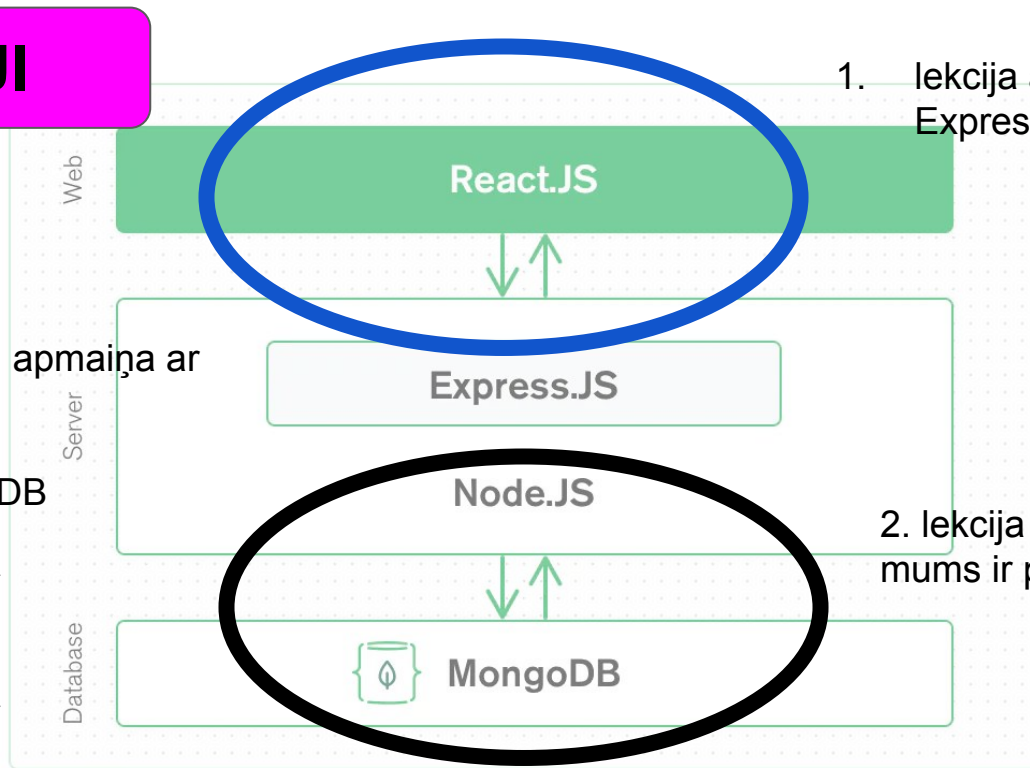 UI
1. lekcija
Expres
Web
React.JS
apmaiņa ar
Express.JS
Server
DB
Node.JS
2. lekcija
mums ir p
Database
MongoDB